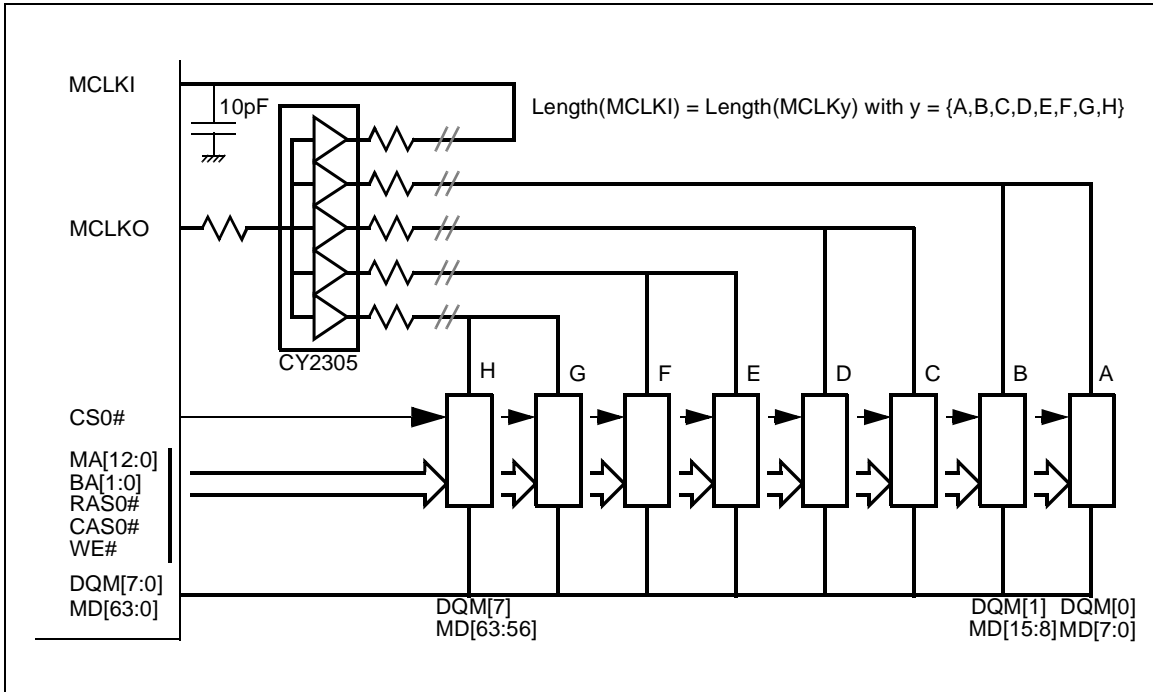 MCLKI
10pF
Length(MCLKI) = Length(MCLKy) with y = {A,B,C,D,E,F,G,H}
MCLKO
CY2305
H G F E D C B A
CS0#
MA[12:0]
BA[1:0]
RAS0#
CAS0#
WE#
DQM[7:0]
MD[63:0]
DQM[7]
MD[63:56]
DQM[1]
MD[15:8]
DQM[0]
MD[7:0]